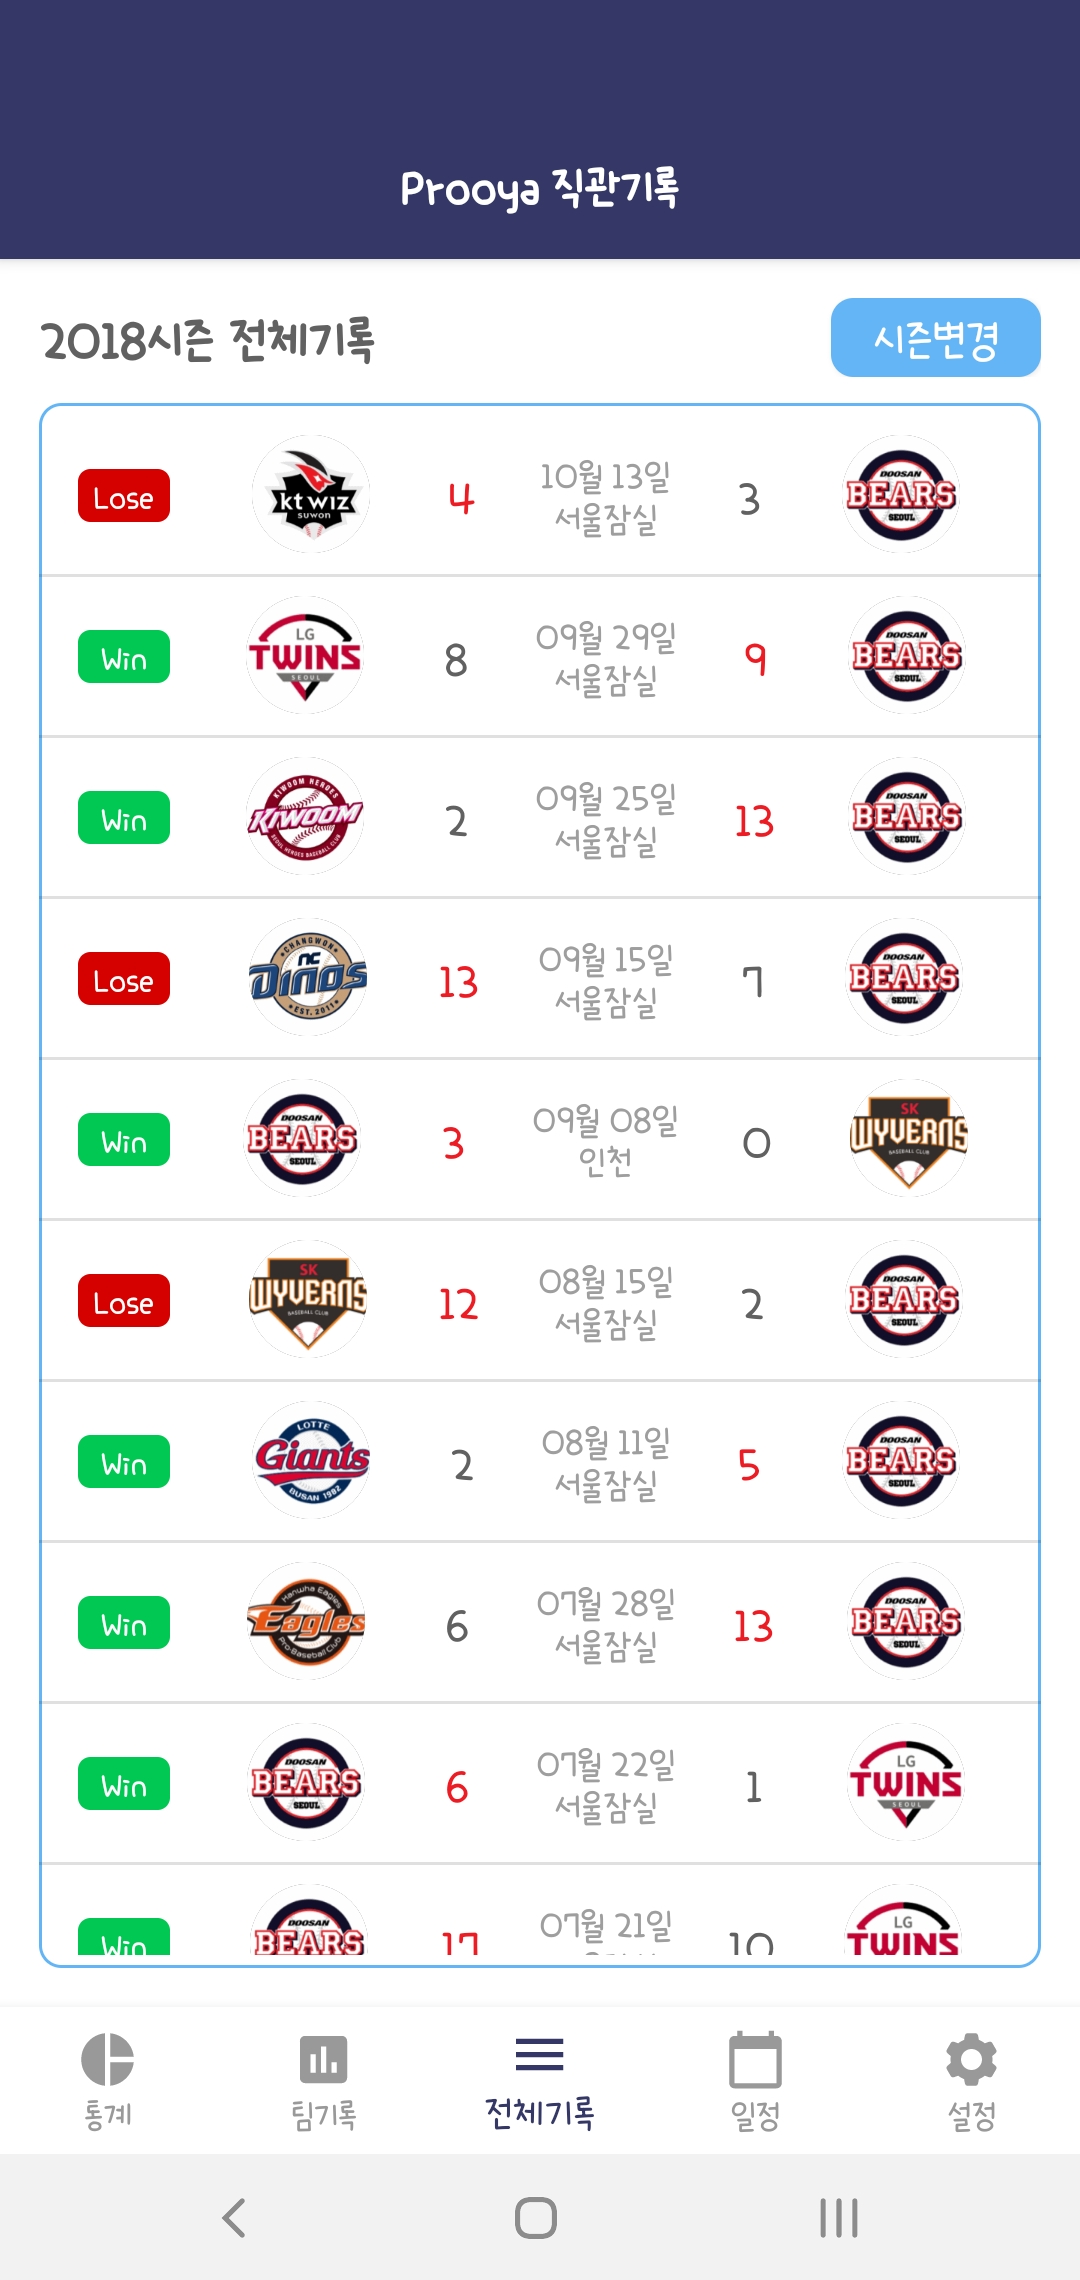 Prooya 직관기록
2018시즌 전체기록
시즌변경
Lose
kt wiz
suwon
4
10월 13일
서울잠실
3
DOOSAN
BEARS
SEOUL
Win
LG
TWINS
SEOUL
8
09월 29일
서울잠실
9
DOOSAN
BEARS
SEOUL
Win
KIWOOM HEROES
KIWOOM
SEOUL HEROES BASEBALL CLUB
2
09월 25일
서울잠실
13
DOOSAN
BEARS
SEOUL
Lose
CHANGWON
NC
DINOS
EST. 2011
13
09월 15일
서울잠실
7
DOOSAN
BEARS
SEOUL
Win
DOOSAN
BEARS
SEOUL
3
09월 08일
인천
0
SK
WYVERNS
BASEBALL CLUB
Lose
SK
WYVERNS
BASEBALL CLUB
12
08월 15일
서울잠실
2
DOOSAN
BEARS
SEOUL
Win
LOTTE
Giants
BUSAN 1982
2
08월 11일
서울잠실
5
DOOSAN
BEARS
SEOUL
Win
Hanwha Eagles
Eagles
Pro-Baseball Club
6
07월 28일
서울잠실
13
DOOSAN
BEARS
SEOUL
Win
DOOSAN
BEARS
SEOUL
6
07월 22일
서울잠실
1
LG
TWINS
SEOUL
Win
DOOSAN
BEARS
17
07월 21일
10
LG
TWINS
통계
팀기록
전체기록
일정
설정